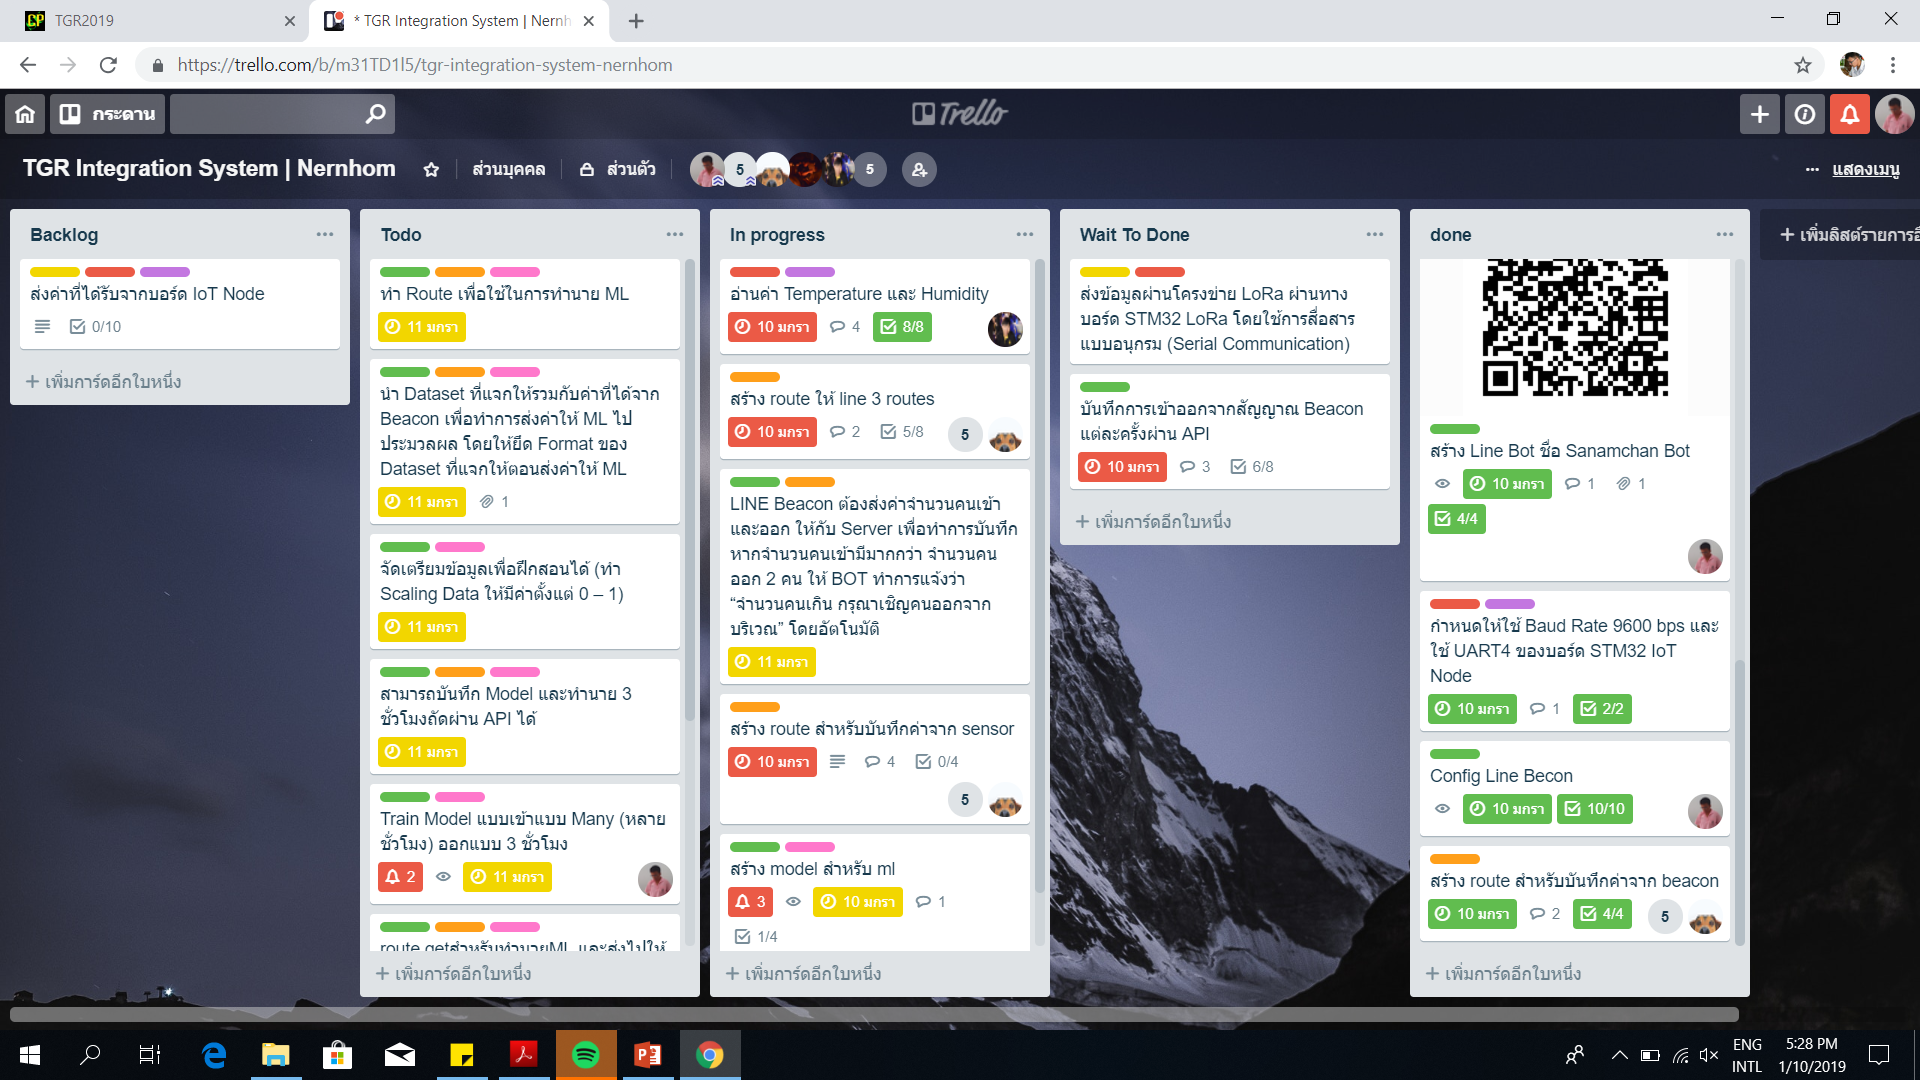 TGR2019
* TGR Integration System | Nernh
https://trello.com/b/m31TD1l5/tgr-integration-system-nernhom
กระดาน
Trello
TGR Integration System | Nernhom
ส่วนบุคคล
ส่วนตัว
5
5
แสดงเมนู
Backlog
ส่งค่าที่ได้รับจากบอร์ด IoT Node
0/10
+ เพิ่มการ์ดอีกใบหนึ่ง
Todo
ทำ Route เพื่อใช้ในการทำนาย ML
11 มกรา
นำ Dataset ที่แจกให้รวมกับค่าที่ได้จาก
Beacon เพื่อทำการส่งค่าให้ ML ไป
ประมวลผล โดยให้ยึด Format ของ
Dataset ที่แจกให้ตอนส่งค่าให้ ML
11 มกรา
1
จัดเตรียมข้อมูลเพื่อฝึกสอนได้ (ทำ
Scaling Data ให้มีค่าตั้งแต่ 0 – 1)
11 มกรา
สามารถบันทึก Model และทำนาย 3
ชั่วโมงถัดผ่าน API ได้
11 มกรา
Train Model แบบเข้าแบบ Many (หลาย
ชั่วโมง) ออกแบบ 3 ชั่วโมง
2
11 มกรา
route getสำหรับทำนายML และส่งไปให้
+ เพิ่มการ์ดอีกใบหนึ่ง
In progress
อ่านค่า Temperature และ Humidity
10 มกรา
4
8/8
สร้าง route ให้ line 3 routes
10 มกรา
2
5/8
5
LINE Beacon ต้องส่งค่าจำนวนคนเข้า
และออก ให้กับ Server เพื่อทำการบันทึก
หากจำนวนคนเข้ามีมากกว่า จำนวนคน
ออก 2 คน ให้ BOT ทำการแจ้งว่า
“จำนวนคนเกิน กรุณาเชิญคนออกจาก
บริเวณ” โดยอัตโนมัติ
11 มกรา
สร้าง route สำหรับบันทึกค่าจาก sensor
10 มกรา
4
0/4
5
สร้าง model สำหรับ ml
3
10 มกรา
1
1/4
+ เพิ่มการ์ดอีกใบหนึ่ง
Wait To Done
ส่งข้อมูลผ่านโครงข่าย LoRa ผ่านทาง
บอร์ด STM32 LoRa โดยใช้การสื่อสาร
แบบอนุกรม (Serial Communication)
บันทึกการเข้าออกจากสัญญาณ Beacon
แต่ละครั้งผ่าน API
10 มกรา
3
6/8
+ เพิ่มการ์ดอีกใบหนึ่ง
done
สร้าง Line Bot ชื่อ Sanamchan Bot
10 มกรา
1
1
4/4
กำหนดให้ใช้ Baud Rate 9600 bps และ
ใช้ UART4 ของบอร์ด STM32 IoT
Node
10 มกรา
1
2/2
Config Line Becon
10 มกรา
10/10
สร้าง route สำหรับบันทึกค่าจาก beacon
10 มกรา
2
4/4
5
+ เพิ่มการ์ดอีกใบหนึ่ง
+ เพิ่มลิสต์รายการ
ENG
INTL
5:28 PM
1/10/2019